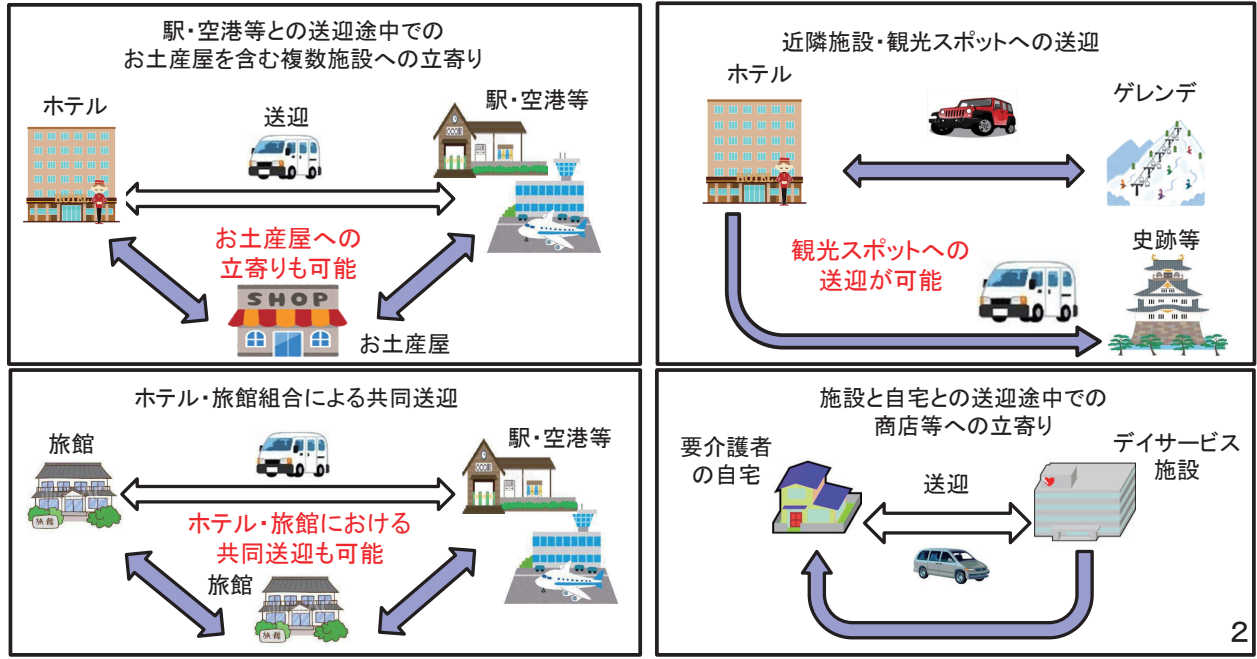 駅・空港等との送迎途中での
お土産屋を含む複数施設への立寄り
ホテル
送迎
駅・空港等
お土産屋への
立寄りも可能
SHOP
お土産屋
近隣施設・観光スポットへの送迎
ホテル
ゲレンデ
観光スポットへの
送迎が可能
史跡等
ホテル・旅館組合による共同送迎
旅館
駅・空港等
旅館
ホテル・旅館における
共同送迎も可能
旅館
旅館
施設と自宅との送迎途中での
商店等への立寄り
要介護者
の自宅
送迎
デイサービス
施設
2